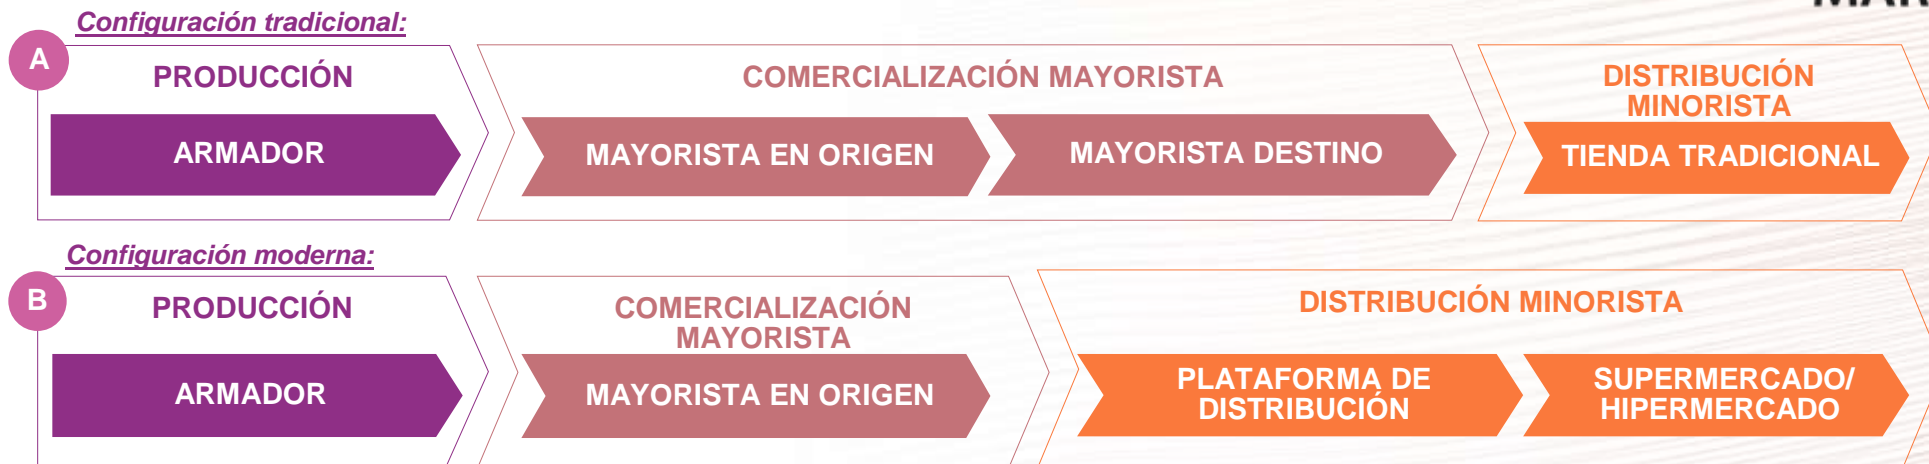 Configuración tradicional:
A
PRODUCCIÓN
COMERCIALIZACIÓN MAYORISTA
DISTRIBUCIÓN
MINORISTA
ARMADOR
MAYORISTA EN ORIGEN
MAYORISTA DESTINO
TIENDA TRADICIONAL
Configuración moderna:
B
PRODUCCIÓN
COMERCIALIZACIÓN
MAYORISTA
DISTRIBUCIÓN MINORISTA
ARMADOR
MAYORISTA EN ORIGEN
PLATAFORMA DE
DISTRIBUCIÓN
SUPERMERCADO/
HIPERMERCADO